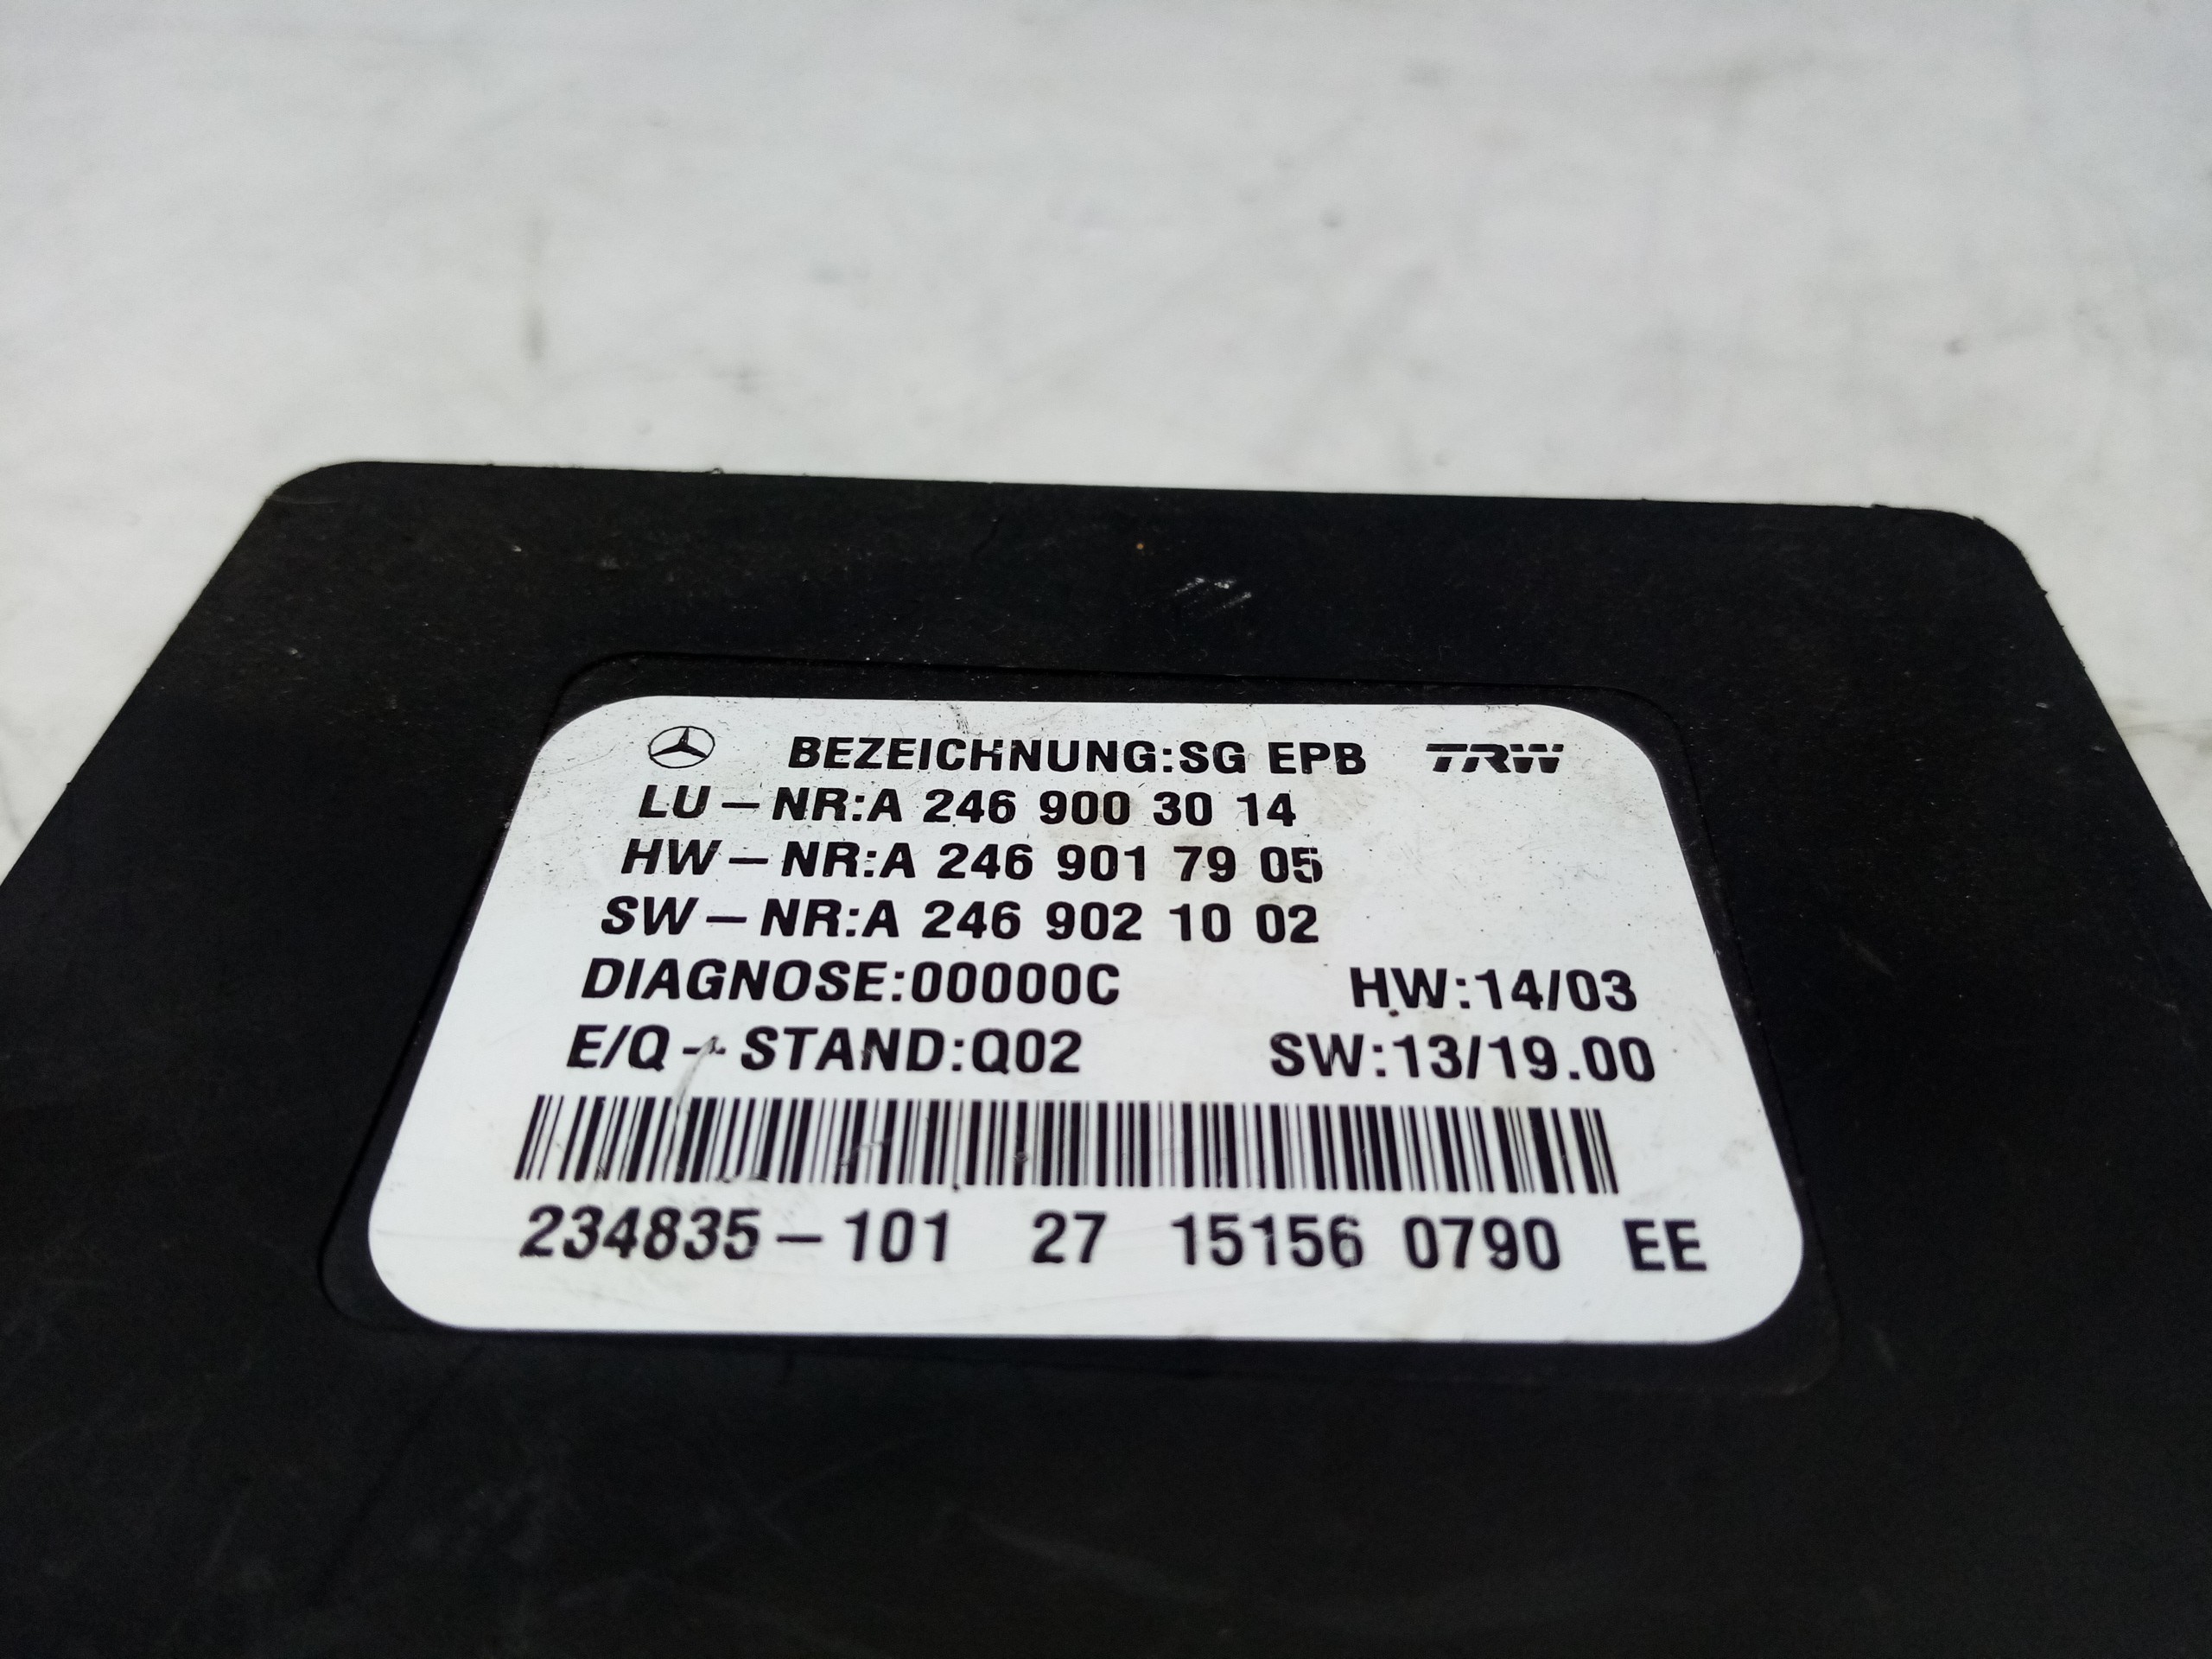 BEZEICHNUNG:SG EPB TRW
LU-NR:A 246 900 30 14
HW-NR:A 246 901 79 05
SW-NR:A 246 902 10 02
DIAGNOSE:00000C HW:14/03
E/Q-STAND:Q02 SW:13/19.00
234835-101 27 15156 0790 EE